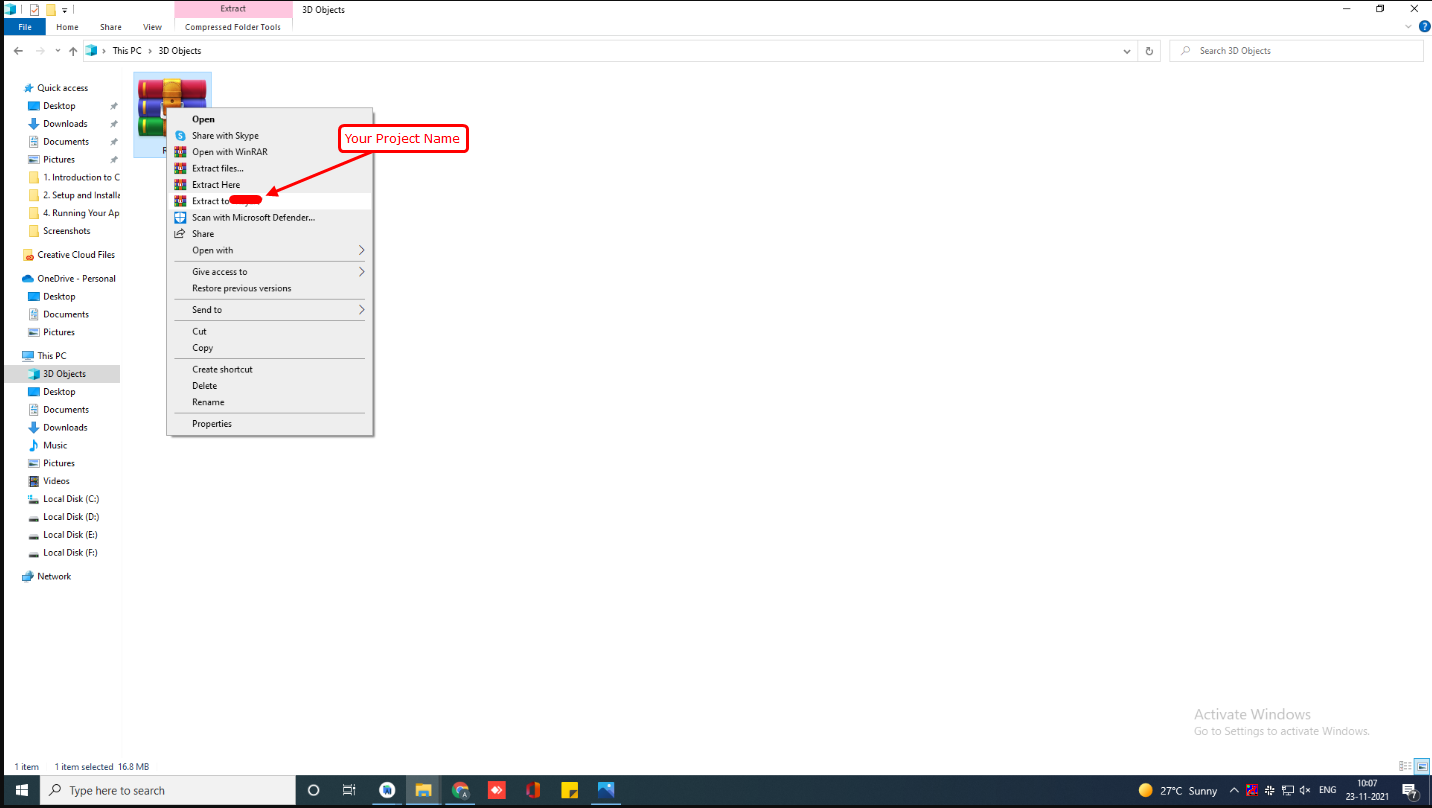 Extract
3D Objects
File
Home
Share
View
Compressed Folder Tools
This PC
3D Objects
Search 3D Objects
Quick access
Desktop
Downloads
Documents
Pictures
1. Introduction to C
2. Setup and Installa
4. Running Your Ap
Screenshots
Creative Cloud Files
OneDrive - Personal
Desktop
Documents
Pictures
This PC
3D Objects
Desktop
Documents
Downloads
Music
Pictures
Videos
Local Disk (C:)
Local Disk (D:)
Local Disk (E:)
Local Disk (F:)
Network
Open
Share with Skype
Open with WinRAR
Extract files...
Extract Here
Extract to
Scan with Microsoft Defender...
Share
Open with
Give access to
Restore previous versions
Send to
Cut
Copy
Create shortcut
Delete
Rename
Properties
Your Project Name
Activate Windows
Go to Settings to activate Windows.
1 item
1 item selected 16.8 MB
Type here to search
27°C Sunny
ENG
10:07
23-11-2021
7